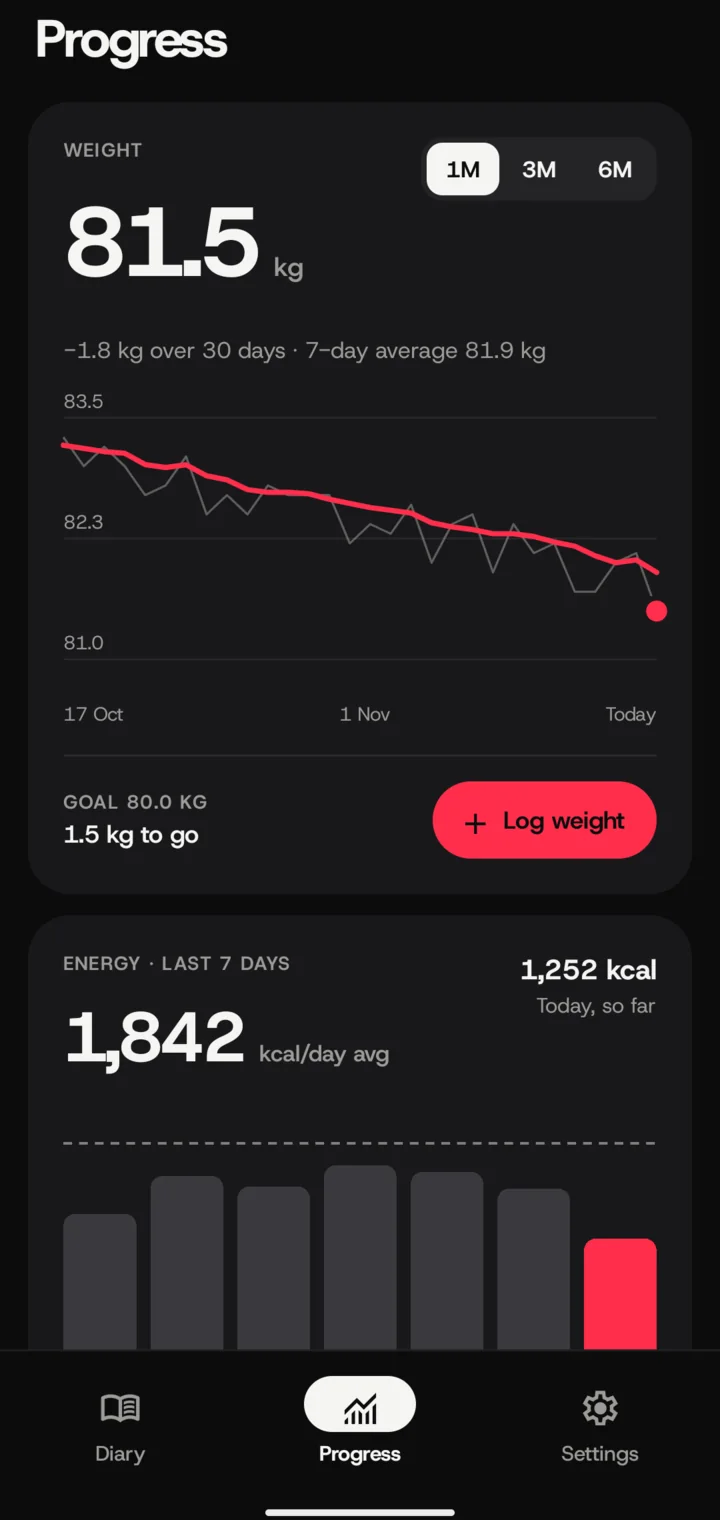 Progress
WEIGHT
1M 3M 6M
81.5 kg
−1.8 kg over 30 days · 7−day average 81.9 kg
83.5
82.3
81.0
17 Oct 1 Nov Today
GOAL 80.0 KG
1.5 kg to go
+ Log weight
ENERGY · LAST 7 DAYS
1,252 kcal
Today, so far
1,842 kcal/day avg
Diary Progress Settings